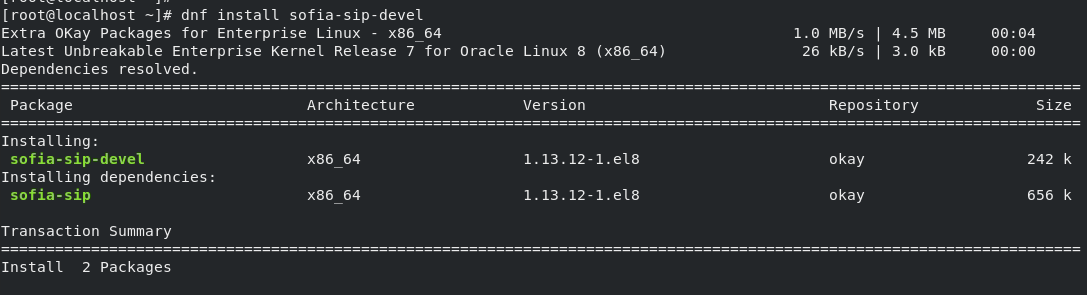 [root@localhost ~]#
[root@localhost ~]# dnf install sofia-sip-devel
Extra OKay Packages for Enterprise Linux - x86_64 1.0 MB/s | 4.5 MB 00:04
Latest Unbreakable Enterprise Kernel Release 7 for Oracle Linux 8 (x86_64) 26 kB/s | 3.0 kB 00:00
Dependencies resolved.
================================================================================
Package Architecture Version Repository Size
================================================================================
Installing:
sofia-sip-devel x86_64 1.13.12-1.el8 okay 242 k
Installing dependencies:
sofia-sip x86_64 1.13.12-1.el8 okay 656 k
Transaction Summary
================================================================================
Install 2 Packages